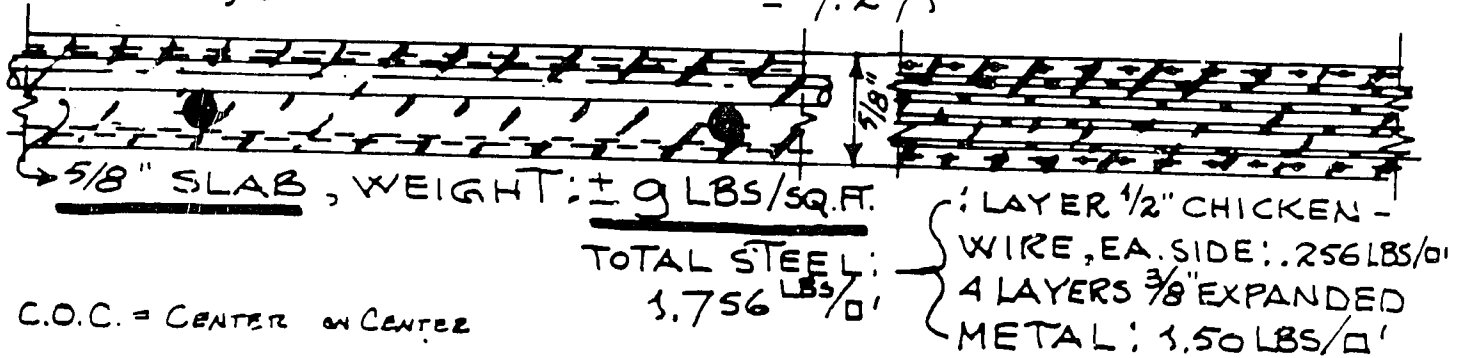 5/8"
5/8" SLAB, WEIGHT: ± 9 LBS/SQ.FT.
TOTAL STEEL:
1.756 LBS/□'
: LAYER 1/2" CHICKEN-
WIRE, EA. SIDE: .256 LBS/□'
4 LAYERS 3/8" EXPANDED
METAL: 1.50 LBS/□'
C.O.C. = CENTER ON CENTER